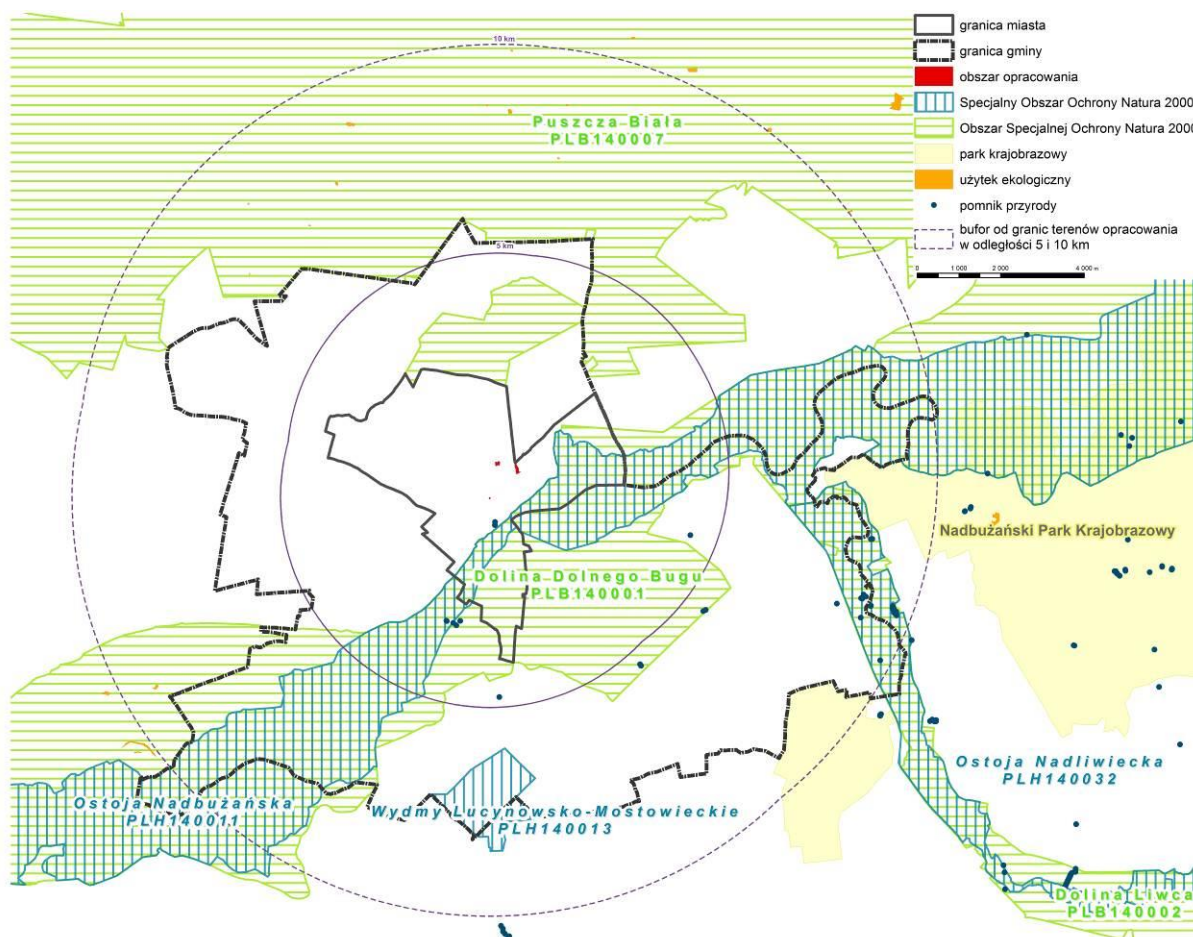 granica miasta
granica gminy
obszar opracowania
Specjalny Obszar Ochrony Natura 2000
Obszar Specjalnej Ochrony Natura 2000
park krajobrazowy
użytek ekologiczny
pomnik przyrody
bufor od granic terenów opracowania
w odległości 5 i 10 km
0 1 000 2 000 4 000 m
10 km
Puszcza Biała
PLB140007
5 km
Nadbużański Park Krajobrazowy
Dolina Dolnego Bugu
PLB140001
Ostoja Nadliwiecka
PLH140032
Ostoja Nadbużańska
PLH140011
Wydmy Lucynowsko-Mostowieckie
PLH140013
Dolina Liwca
PLB140002